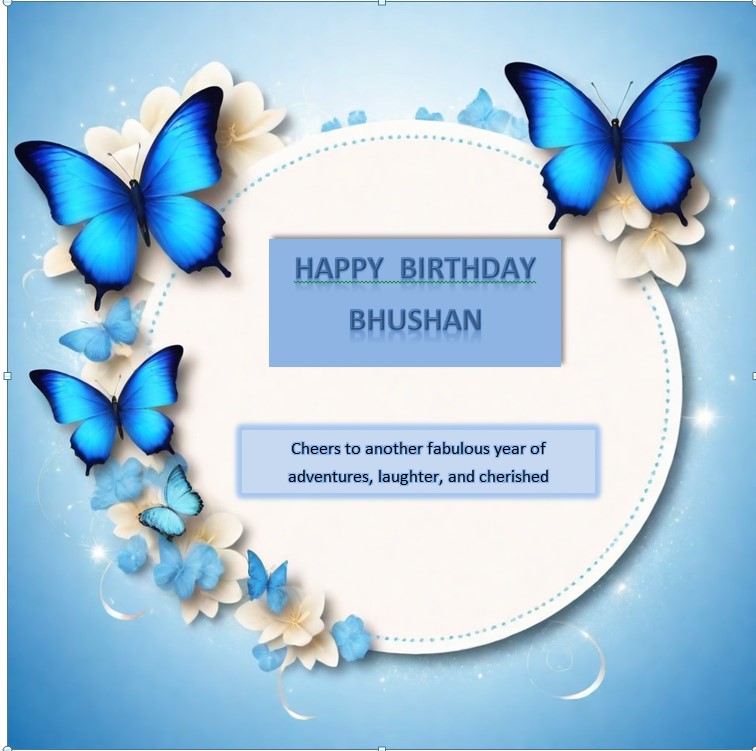 HAPPY  BIRTHDAY
BHUSHAN
Cheers to another fabulous year of
adventures, laughter, and cherished